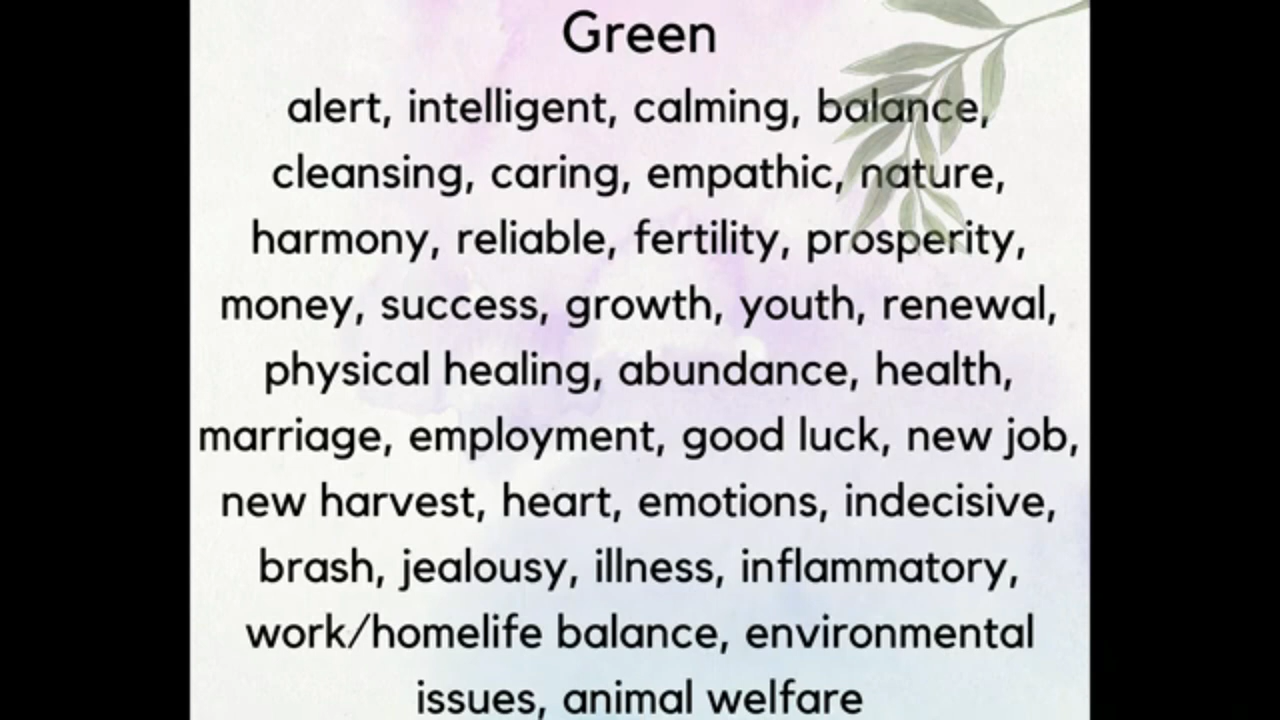 Green
alert, intelligent, calming, balance,
cleansing, caring, empathic, nature,
harmony, reliable, fertility, prosperity,
money, success, growth, youth, renewal,
physical healing, abundance, health,
marriage, employment, good luck, new job,
new harvest, heart, emotions, indecisive,
brash, jealousy, illness, inflammatory,
work/homelife balance, environmental
issues, animal welfare